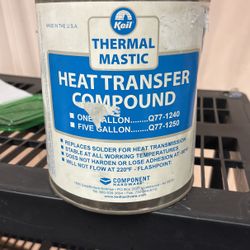 MADE IN THE U.S.A.
Keil
THERMAL
MASTIC
HEAT TRANSFER
COMPOUND
ONE GALLON.......Q77-1240
FIVE GALLON......Q77-1250
REPLACES SOLDER FOR HEAT TRANSMISSION
STABLE AT ALL WORKING TEMPERATURES
DOES NOT HARDEN OR LOSE ADHESION AT -90°F
WILL NOT FLOW AT 220°F - FLASHPOINT:
COMPONENT
HARDWARE